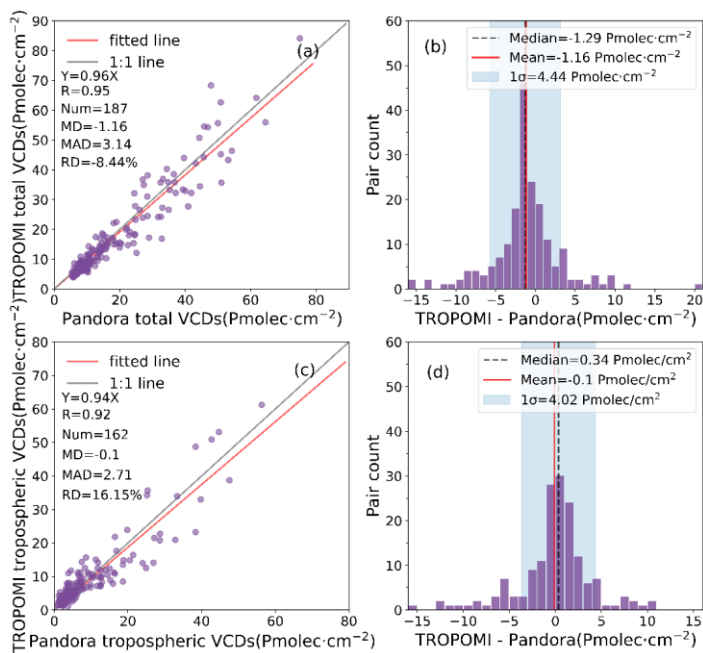 TROPOMI total VCDs(Pmolec·cm⁻²)
90
80
70
60
50
40
30
20
10
0
fitted line
1:1 line
Y=0.96X
R=0.95
Num=187
MD=-1.16
MAD=3.14
RD=-8.44%
(a)
0 20 40 60 80
Pandora total VCDs(Pmolec·cm⁻²)
(b)
Median=-1.29 Pmolec·cm⁻²
Mean=-1.16 Pmolec·cm⁻²
1σ=4.44 Pmolec·cm⁻²
Pair count
60
50
40
30
20
10
0
−15 −10 −5 0 5 10 15 20
TROPOMI - Pandora(Pmolec·cm⁻²)
TROPOMI tropospheric VCDs(Pmolec·cm⁻²)
80
70
60
50
40
30
20
10
0
fitted line
1:1 line
Y=0.94X
R=0.92
Num=162
MD=-0.1
MAD=2.71
RD=16.15%
(c)
0 20 40 60 80
Pandora tropospheric VCDs(Pmolec·cm⁻²)
(d)
Median=0.34 Pmolec/cm²
Mean=-0.1 Pmolec/cm²
1σ=4.02 Pmolec/cm²
Pair count
60
50
40
30
20
10
0
−15 −10 −5 0 5 10 15
TROPOMI - Pandora(Pmolec·cm⁻²)